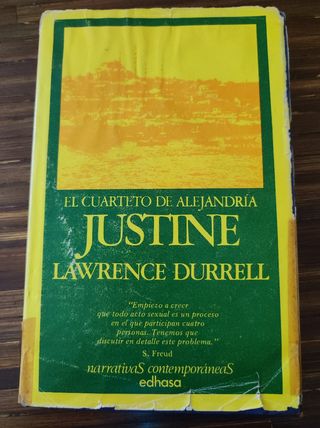 EL CUARTETO DE ALEJANDRÍA
JUSTINE
LAWRENCE DURRELL
"Empiezo a creer
que todo acto sexual es un proceso
en el que participan cuatro
personas. Tenemos que
discutir en detalle este problema."
S. Freud
narrativaS contemporáneaS
edhasa